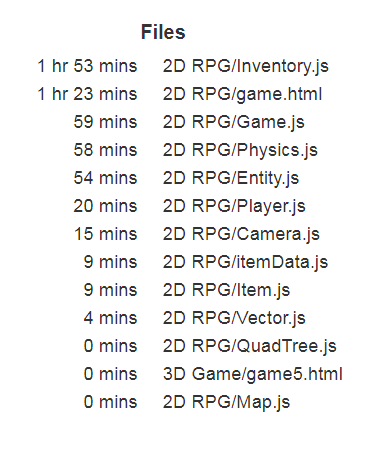 Files
1 hr 53 mins 2D RPG/Inventory.js
1 hr 23 mins 2D RPG/game.html
59 mins 2D RPG/Game.js
58 mins 2D RPG/Physics.js
54 mins 2D RPG/Entity.js
20 mins 2D RPG/Player.js
15 mins 2D RPG/Camera.js
9 mins 2D RPG/itemData.js
9 mins 2D RPG/Item.js
4 mins 2D RPG/Vector.js
0 mins 2D RPG/QuadTree.js
0 mins 3D Game/game5.html
0 mins 2D RPG/Map.js